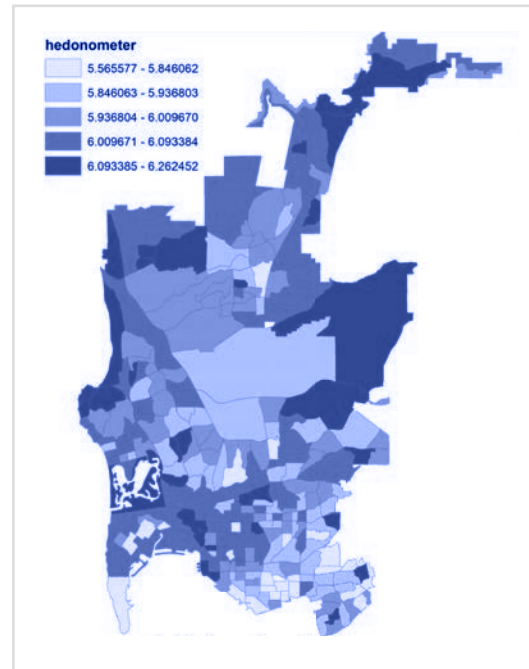 hedonometer
5.565577 - 5.846062
5.846063 - 5.936803
5.936804 - 6.009670
6.009671 - 6.093384
6.093385 - 6.262452